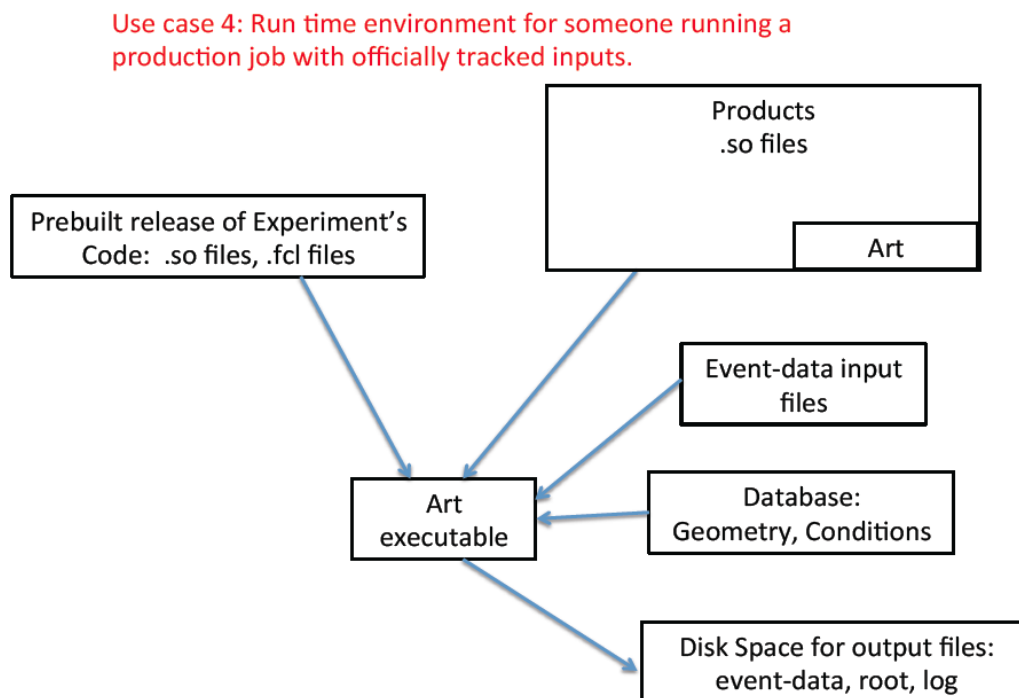 Use case 4: Run time environment for someone running a
production job with officially tracked inputs.
Products
.so files
Art
Prebuilt release of Experiment's
Code:  .so files, .fcl files
Event-data input
files
Art
executable
Database:
Geometry, Conditions
Disk Space for output files:
event-data, root, log